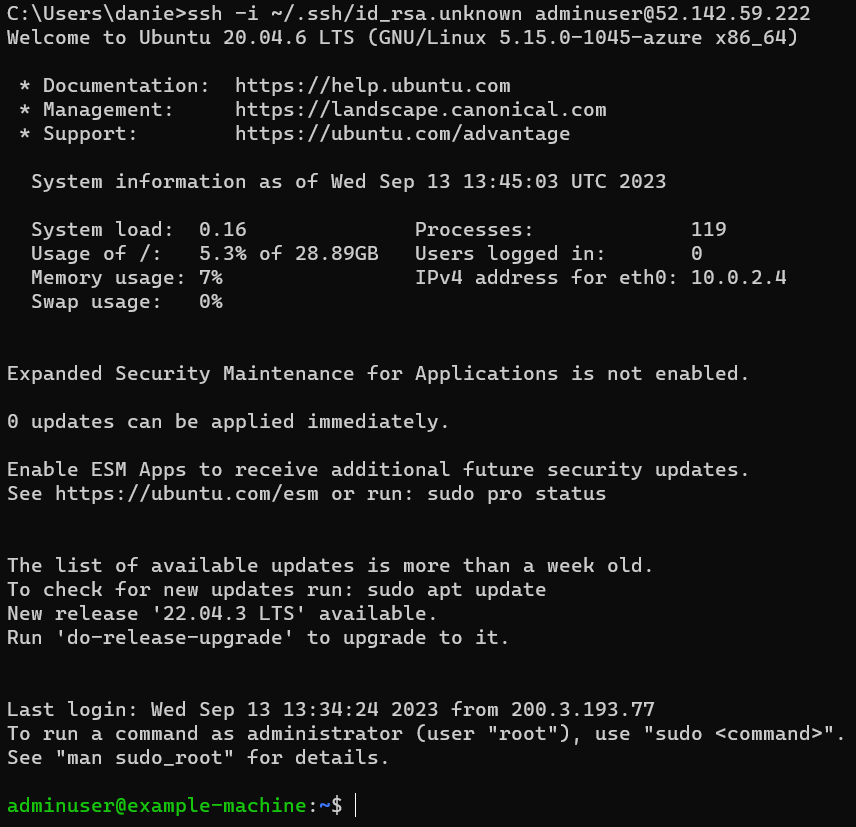 C:\Users\danie>ssh -i ~/.ssh/id_rsa.unknown adminuser@52.142.59.222
Welcome to Ubuntu 20.04.6 LTS (GNU/Linux 5.15.0-1045-azure x86_64)
* Documentation:  https://help.ubuntu.com
* Management:     https://landscape.canonical.com
* Support:        https://ubuntu.com/advantage
System information as of Wed Sep 13 13:45:03 UTC 2023
System load:  0.16              Processes:             119
Usage of /:   5.3% of 28.89GB   Users logged in:       0
Memory usage: 7%                IPv4 address for eth0: 10.0.2.4
Swap usage:   0%
Expanded Security Maintenance for Applications is not enabled.
0 updates can be applied immediately.
Enable ESM Apps to receive additional future security updates.
See https://ubuntu.com/esm or run: sudo pro status
The list of available updates is more than a week old.
To check for new updates run: sudo apt update
New release '22.04.3 LTS' available.
Run 'do-release-upgrade' to upgrade to it.
Last login: Wed Sep 13 13:34:24 2023 from 200.3.193.77
To run a command as administrator (user "root"), use "sudo <command>".
See "man sudo_root" for details.
adminuser@example-machine:~$